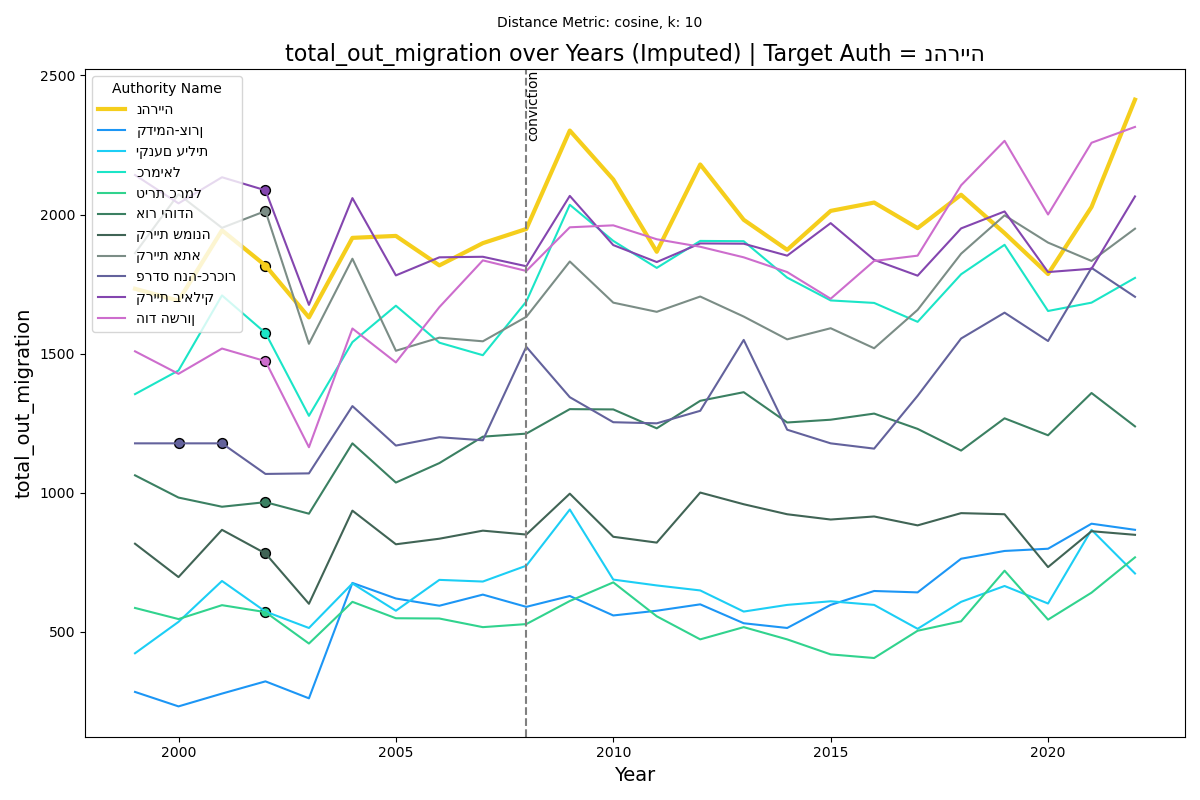 Distance Metric: cosine, k: 10
total_out_migration over Years (Imputed) | Target Auth = נהרייה
Authority Name
נהרייה
קדימה-צורן
יקנעם עילית
כרמיאל
טירת כרמל
אור יהודה
קריית שמונה
קריית אתא
פרדס חנה-כרכור
קריית ביאליק
הוד השרון
conviction
total_out_migration
2500
2000
1500
1000
500
2000
2005
2010
2015
2020
Year